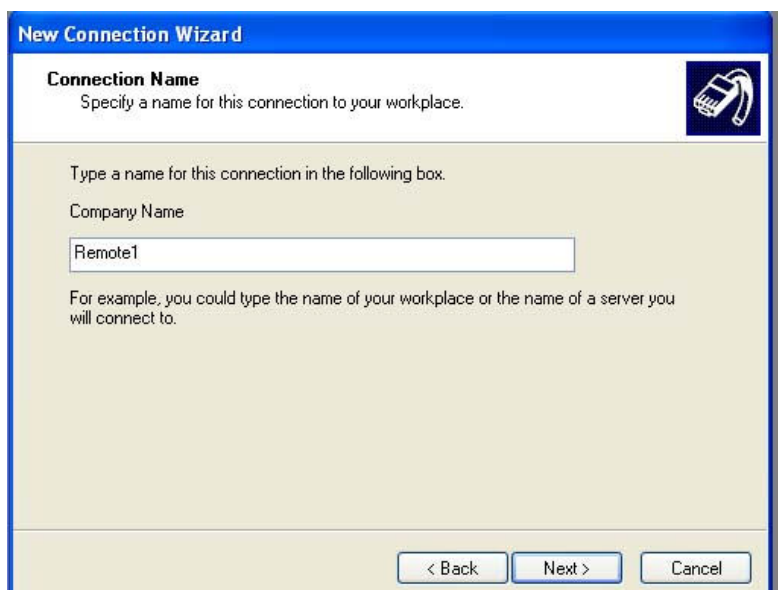 New Connection Wizard
Connection Name
Specify a name for this connection to your workplace.
Type a name for this connection in the following box.
Company Name
Remote1
For example, you could type the name of your workplace or the name of a server you
will connect to.
< Back Next > Cancel